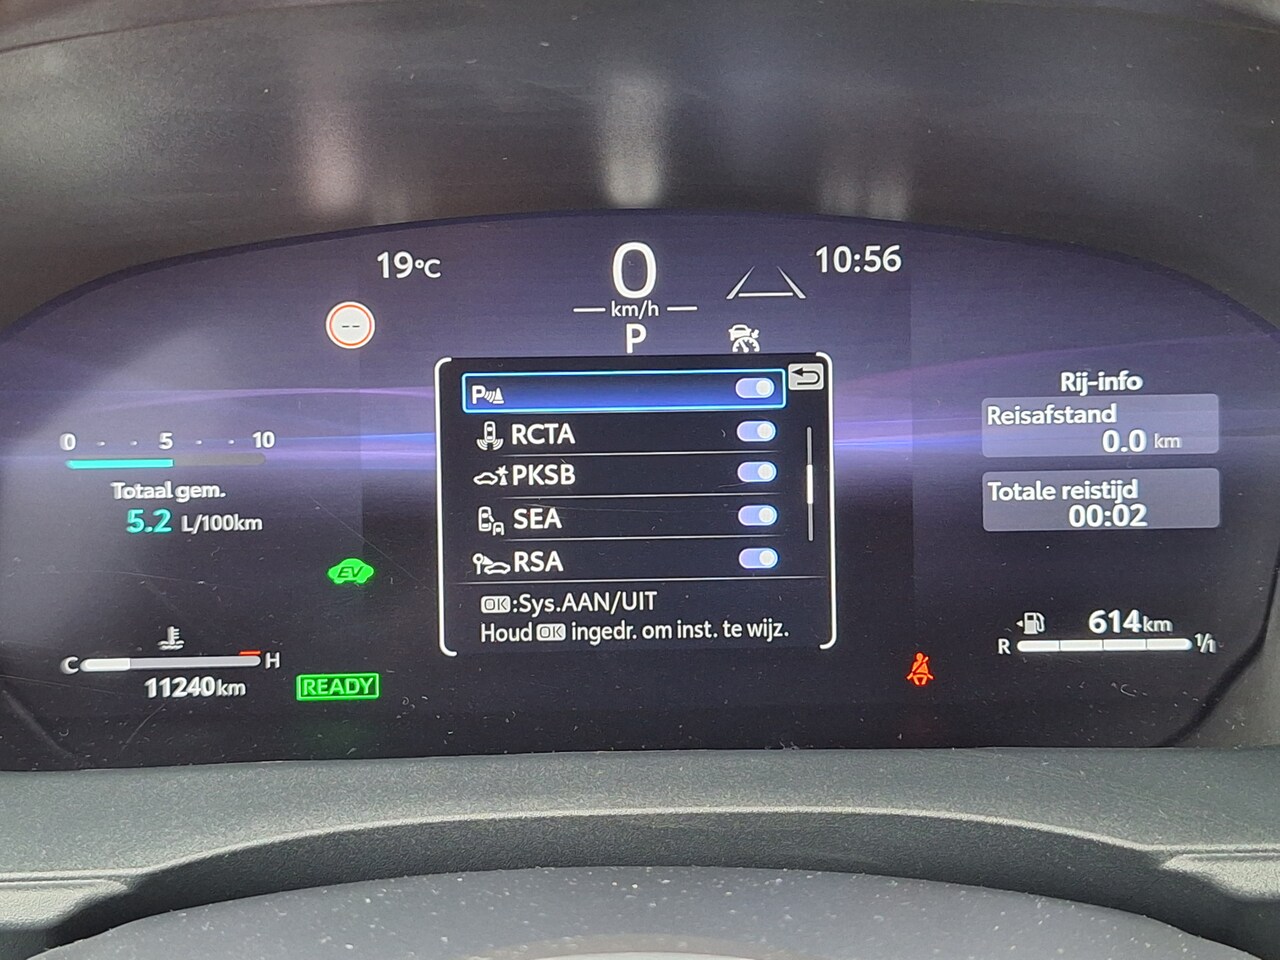 19°C
0
km/h
P
10:56
--
P
RCTA
PKSB
SEA
RSA
OK:Sys.AAN/UIT
Houd OK ingedr. om inst. te wijz.
0 5 10
Totaal gem.
5.2 L/100km
EV
C H
11240km
READY
Rij-info
Reisafstand
0.0 km
Totale reistijd
00:02
614km
R 1/1